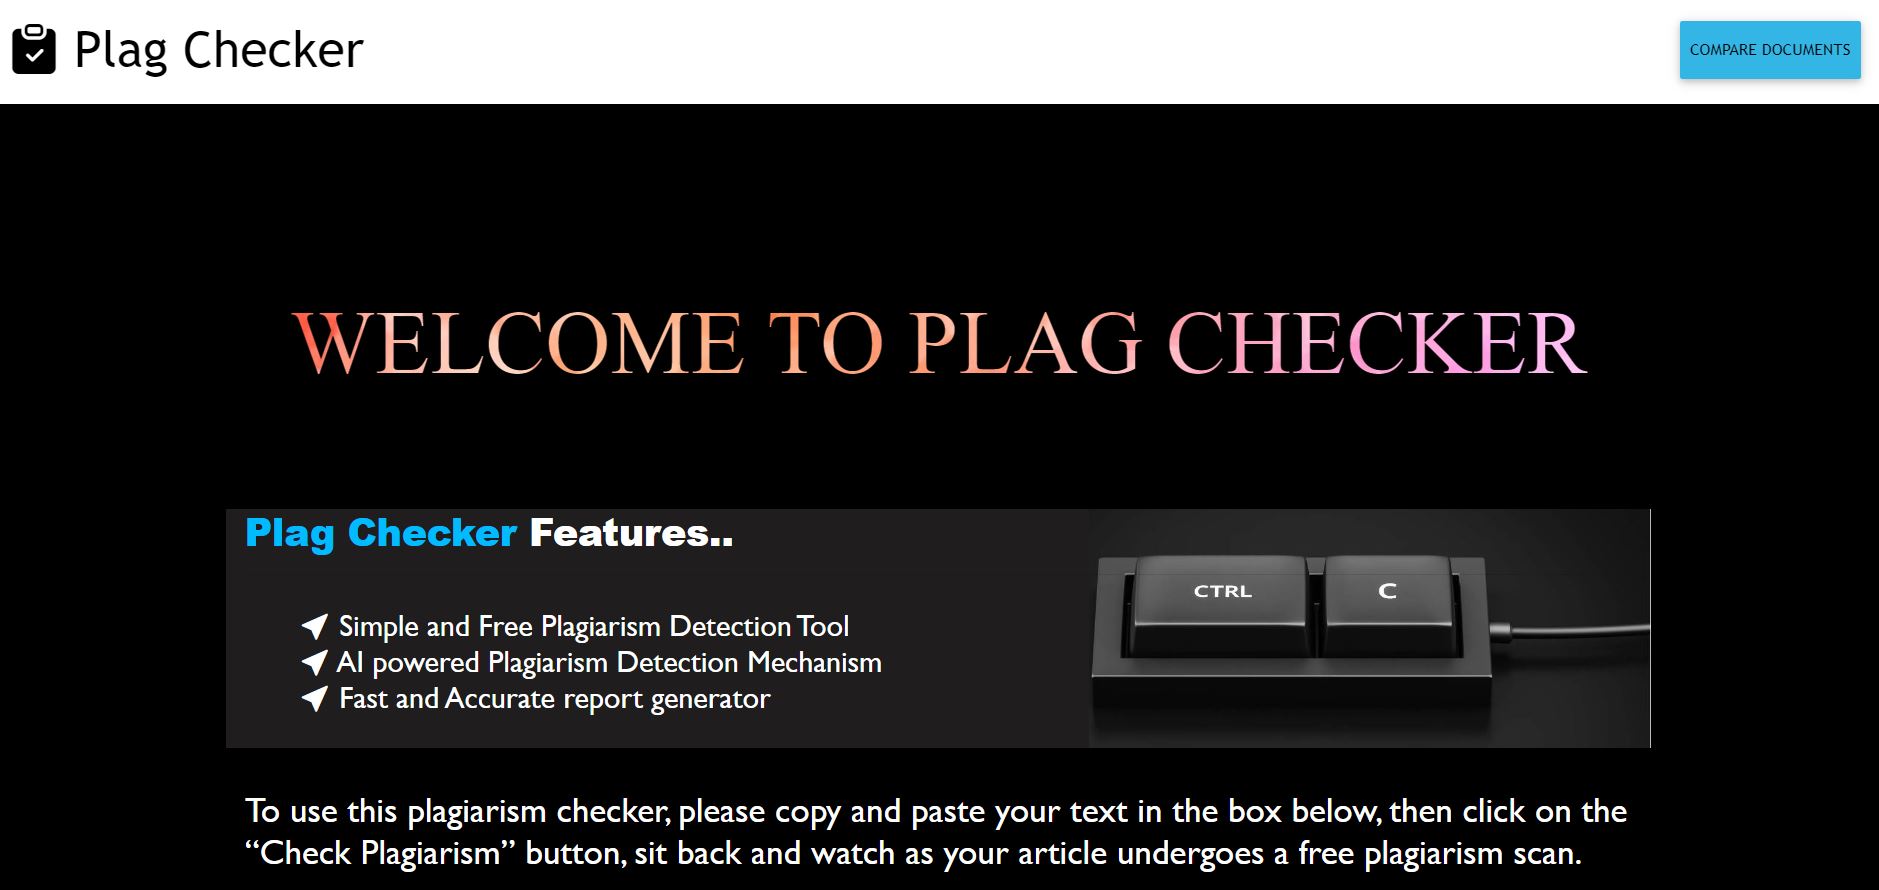 Plag Checker
COMPARE DOCUMENTS
WELCOME TO PLAG CHECKER
Plag Checker Features..
Simple and Free Plagiarism Detection Tool
AI powered Plagiarism Detection Mechanism
Fast and Accurate report generator
CTRL C
To use this plagiarism checker, please copy and paste your text in the box below, then click on the
“Check Plagiarism” button, sit back and watch as your article undergoes a free plagiarism scan.